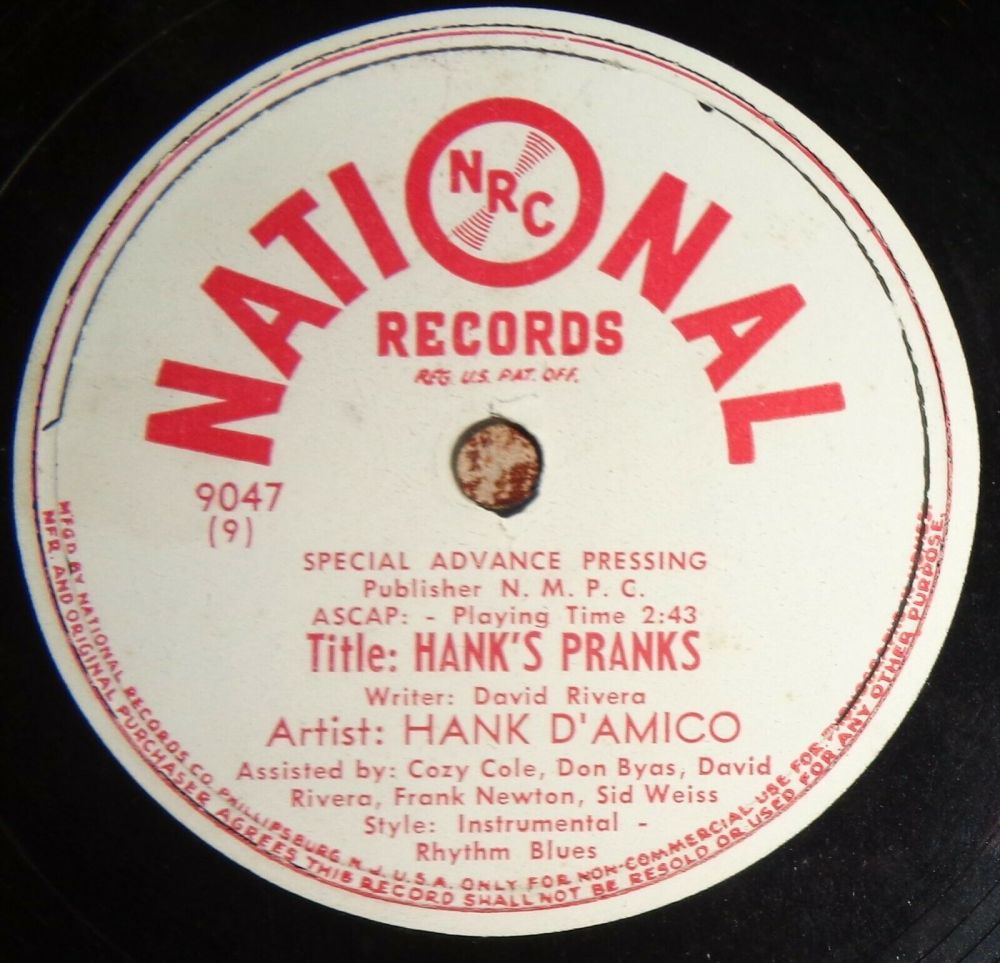 NATIONAL
NRC
RECORDS
REG. U.S. PAT. OFF.
9047
(9)
SPECIAL ADVANCE PRESSING
Publisher N. M. P. C.
ASCAP: - Playing Time 2:43
Title: HANK'S PRANKS
Writer: David Rivera
Artist: HANK D'AMICO
Assisted by: Cozy Cole, Don Byas, David
Rivera, Frank Newton, Sid Weiss
Style: Instrumental -
Rhythm Blues
MFGD BY NATIONAL RECORDS CO. PHILLIPSBURG N.J. U.S.A. ONLY FOR NON-COMMERCIAL USE
MFR. AND ORIGINAL PURCHASER AGREES THIS RECORD SHALL NOT BE RESOLD OR USED FOR ANY OTHER PURPOSE.